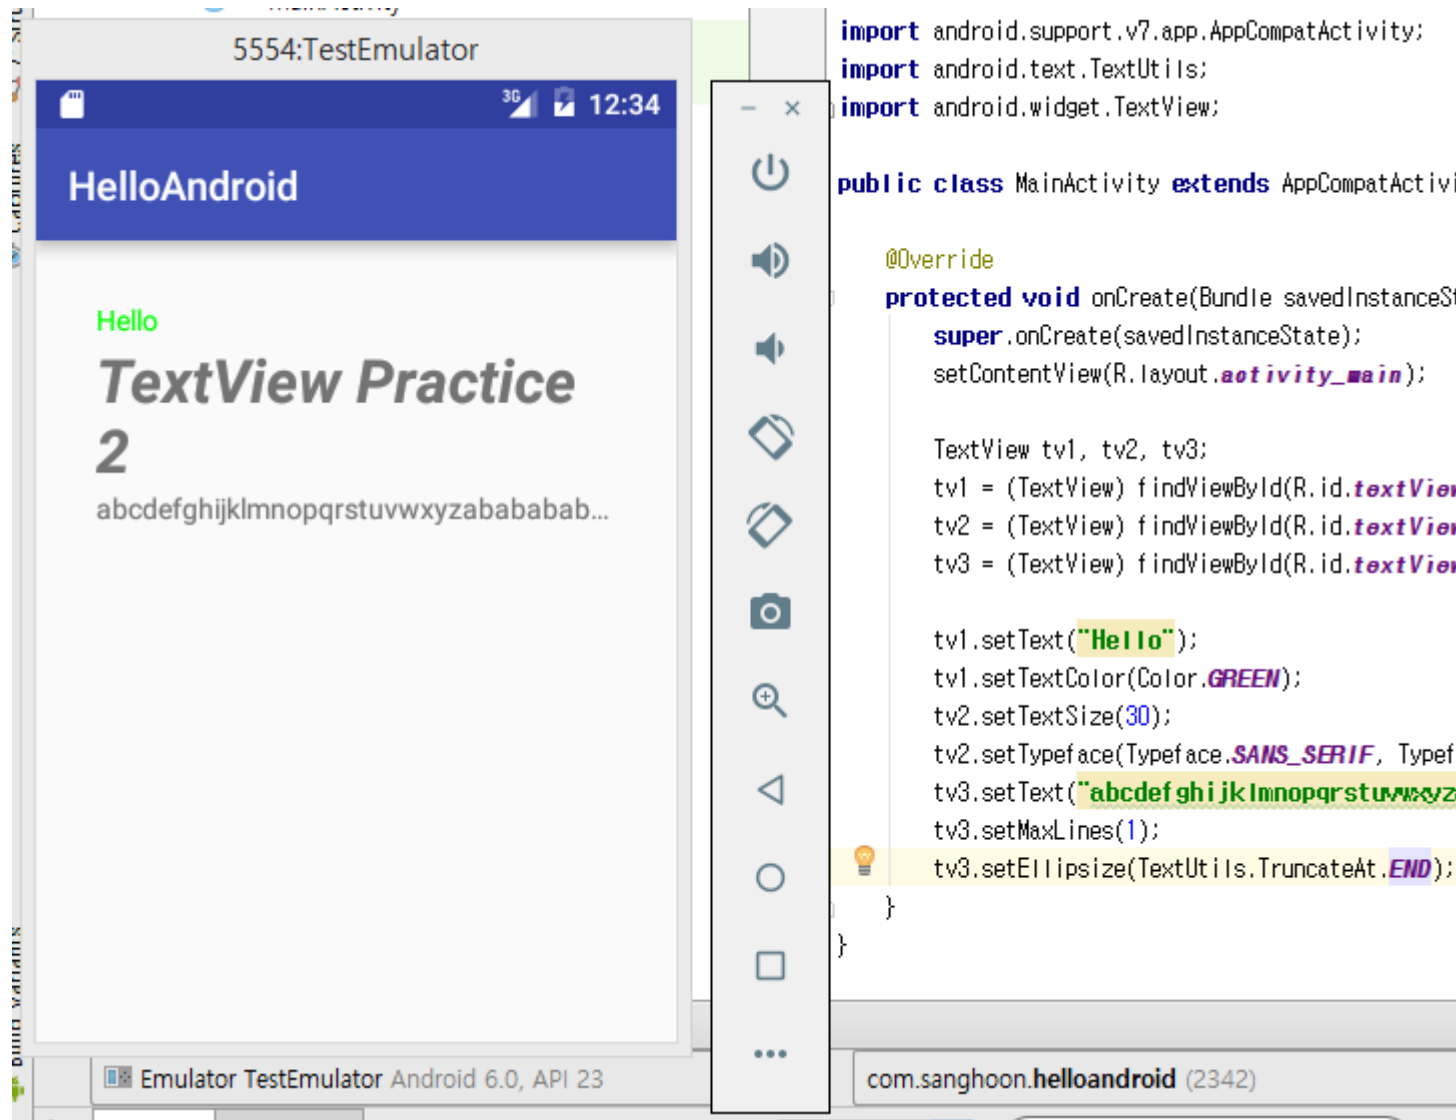 5554:TestEmulator
3G 12:34
HelloAndroid
Hello
TextView Practice
2
abcdefghijklmnopqrstuvwxyzabababab...
import android.support.v7.app.AppCompatActivity;
import android.text.TextUtils;
import android.widget.TextView;
public class MainActivity extends AppCompatActivi
@Override
protected void onCreate(Bundle savedInstanceSt
super.onCreate(savedInstanceState);
setContentView(R.layout.activity_main);
TextView tv1, tv2, tv3;
tv1 = (TextView) findViewById(R.id.textView
tv2 = (TextView) findViewById(R.id.textView
tv3 = (TextView) findViewById(R.id.textView
tv1.setText("Hello");
tv1.setTextColor(Color.GREEN);
tv2.setTextSize(30);
tv2.setTypeface(Typeface.SANS_SERIF, Typef
tv3.setText("abcdefghijklmnopqrstuvwxyz
tv3.setMaxLines(1);
tv3.setEllipsize(TextUtils.TruncateAt.END);
}
}
Emulator TestEmulator Android 6.0, API 23
com.sanghoon.helloandroid (2342)